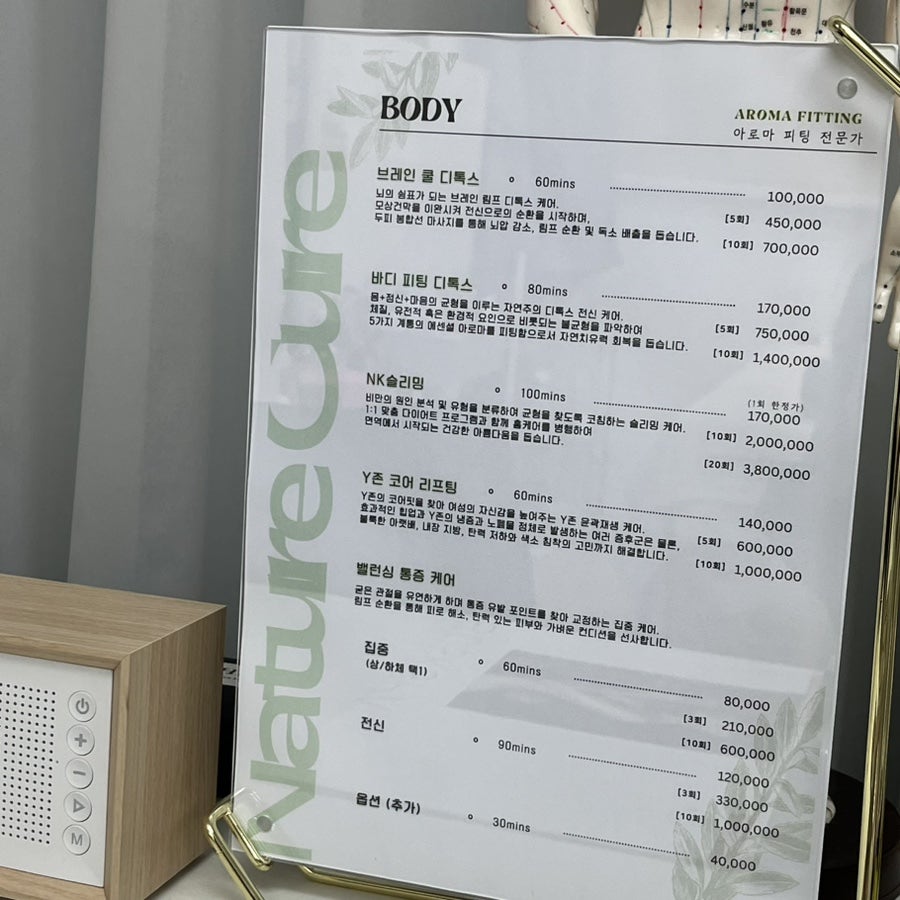 BODY
AROMA FITTING
아로마 피팅 전문가
Nature Cure
브레인 쿨 디톡스 60mins 100,000
뇌의 쉼표가 되는 브레인 림프 디톡스 케어.
모상건막을 이완시켜 전신으로의 순환을 시작하며, [5회] 450,000
두피 봉합선 마사지를 통해 뇌압 감소, 림프 순환 및 독소 배출을 돕습니다. [10회] 700,000
바디 피팅 디톡스 80mins 170,000
몸+정신+마음의 균형을 이루는 자연주의 디톡스 전신 케어.
체질, 유전적 혹은 환경적 요인으로 비롯되는 불균형을 파악하여 [5회] 750,000
5가지 계통의 에센셜 아로마를 피팅함으로서 자연치유력 회복을 돕습니다. [10회] 1,400,000
NK슬리밍 100mins (1회 한정가) 170,000
비만의 원인 분석 및 유형을 분류하여 균형을 찾도록 코칭하는 슬리밍 케어.
1:1 맞춤 다이어트 프로그램과 함께 홈케어를 병행하여 [10회] 2,000,000
면역에서 시작되는 건강한 아름다움을 돕습니다. [20회] 3,800,000
Y존 코어 리프팅 60mins 140,000
Y존의 코어핏을 찾아 여성의 자신감을 높여주는 Y존 윤곽재생 케어.
효과적인 힙업과 Y존의 냉증과 노폐물 정체로 발생하는 여러 증후군은 물론, [5회] 600,000
볼록한 아랫배, 내장 지방, 탄력 저하와 색소 침착의 고민까지 해결합니다. [10회] 1,000,000
밸런싱 통증 케어
굳은 관절을 유연하게 하며 통증 유발 포인트를 찾아 교정하는 집중 케어.
림프 순환을 통해 피로 해소, 탄력 있는 피부와 가벼운 컨디션을 선사합니다.
집중 60mins 80,000
(상/하체 택1) [3회] 210,000
[10회] 600,000
전신 90mins 120,000
[3회] 330,000
[10회] 1,000,000
옵션 (추가) 30mins 40,000
M